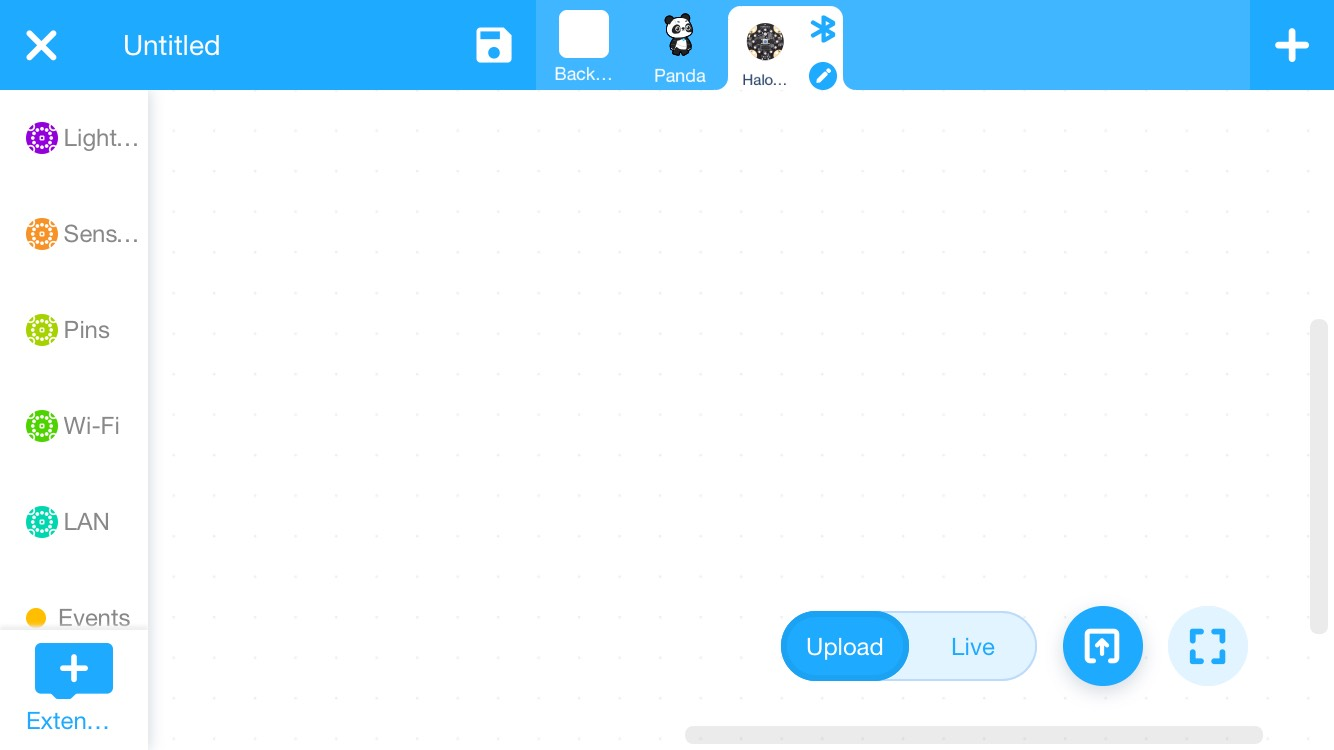 Untitled
Back...
Panda
Halo...
Light...
Sens...
Pins
Wi-Fi
LAN
Events
Exten...
Upload
Live